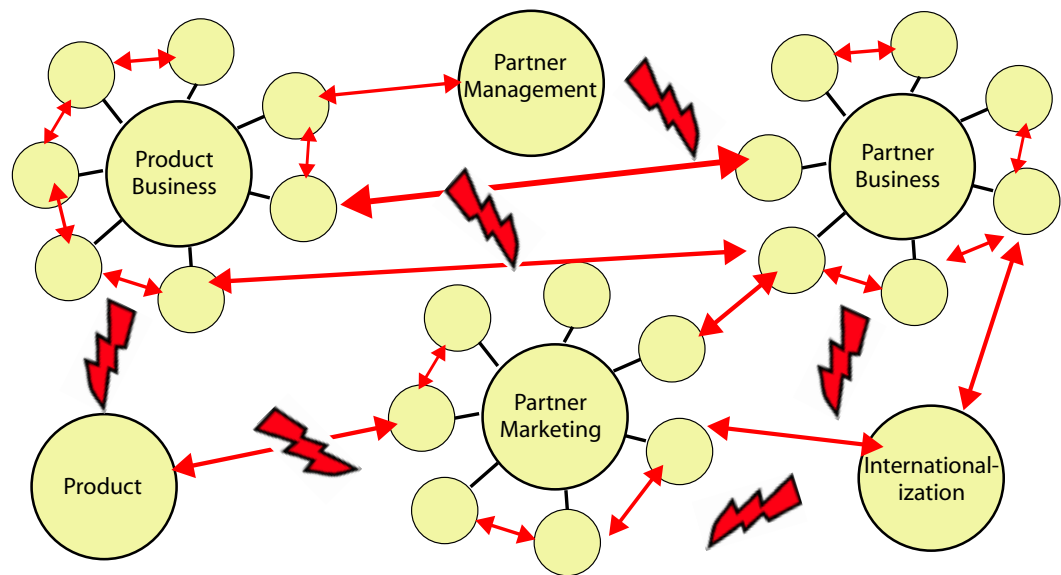 Partner
Management
Product
Business
Partner
Business
Partner
Marketing
Product
International-
ization